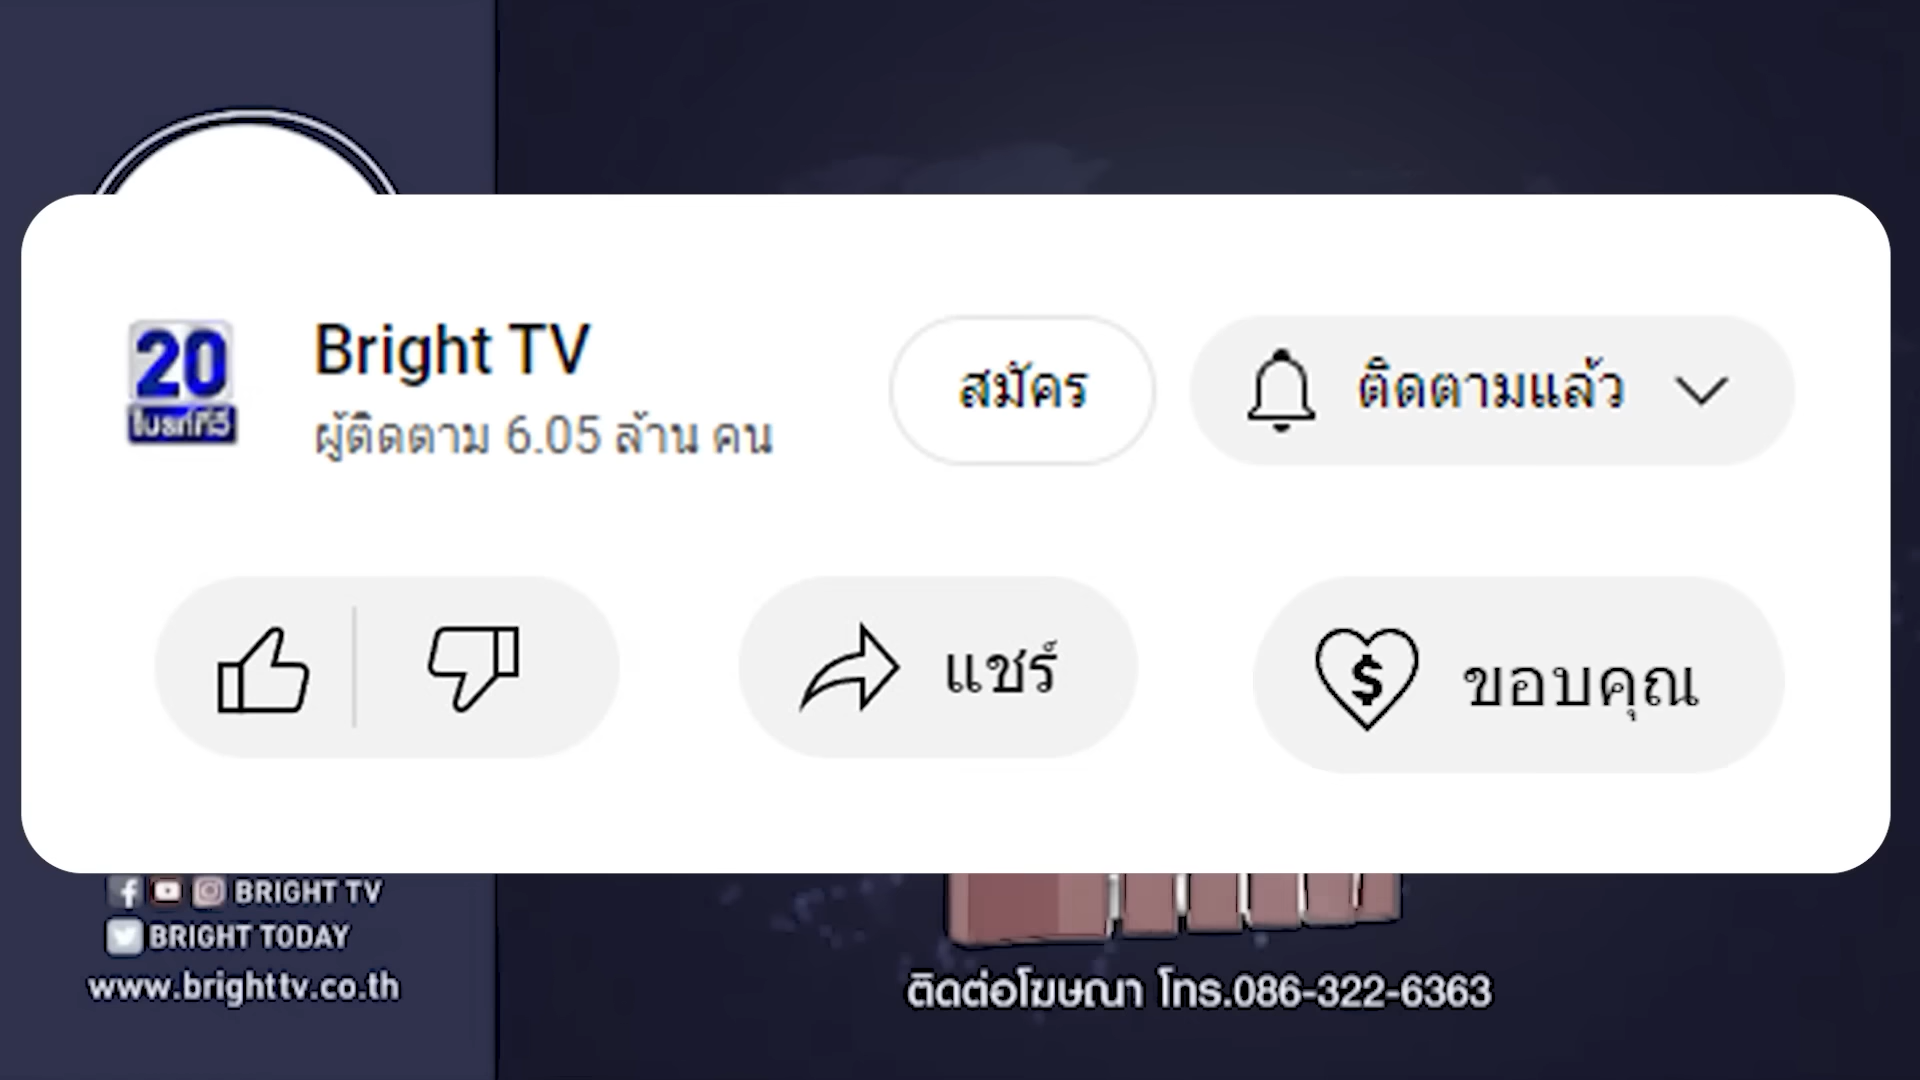 20
ไบรท์ทีวี
Bright TV
ผู้ติดตาม 6.05 ล้าน คน
สมัคร
ติดตามแล้ว
แชร์
$ ขอบคุณ
BRIGHT TV
BRIGHT TODAY
www.brighttv.co.th
ติดต่อโฆษณา โทร.086-322-6363